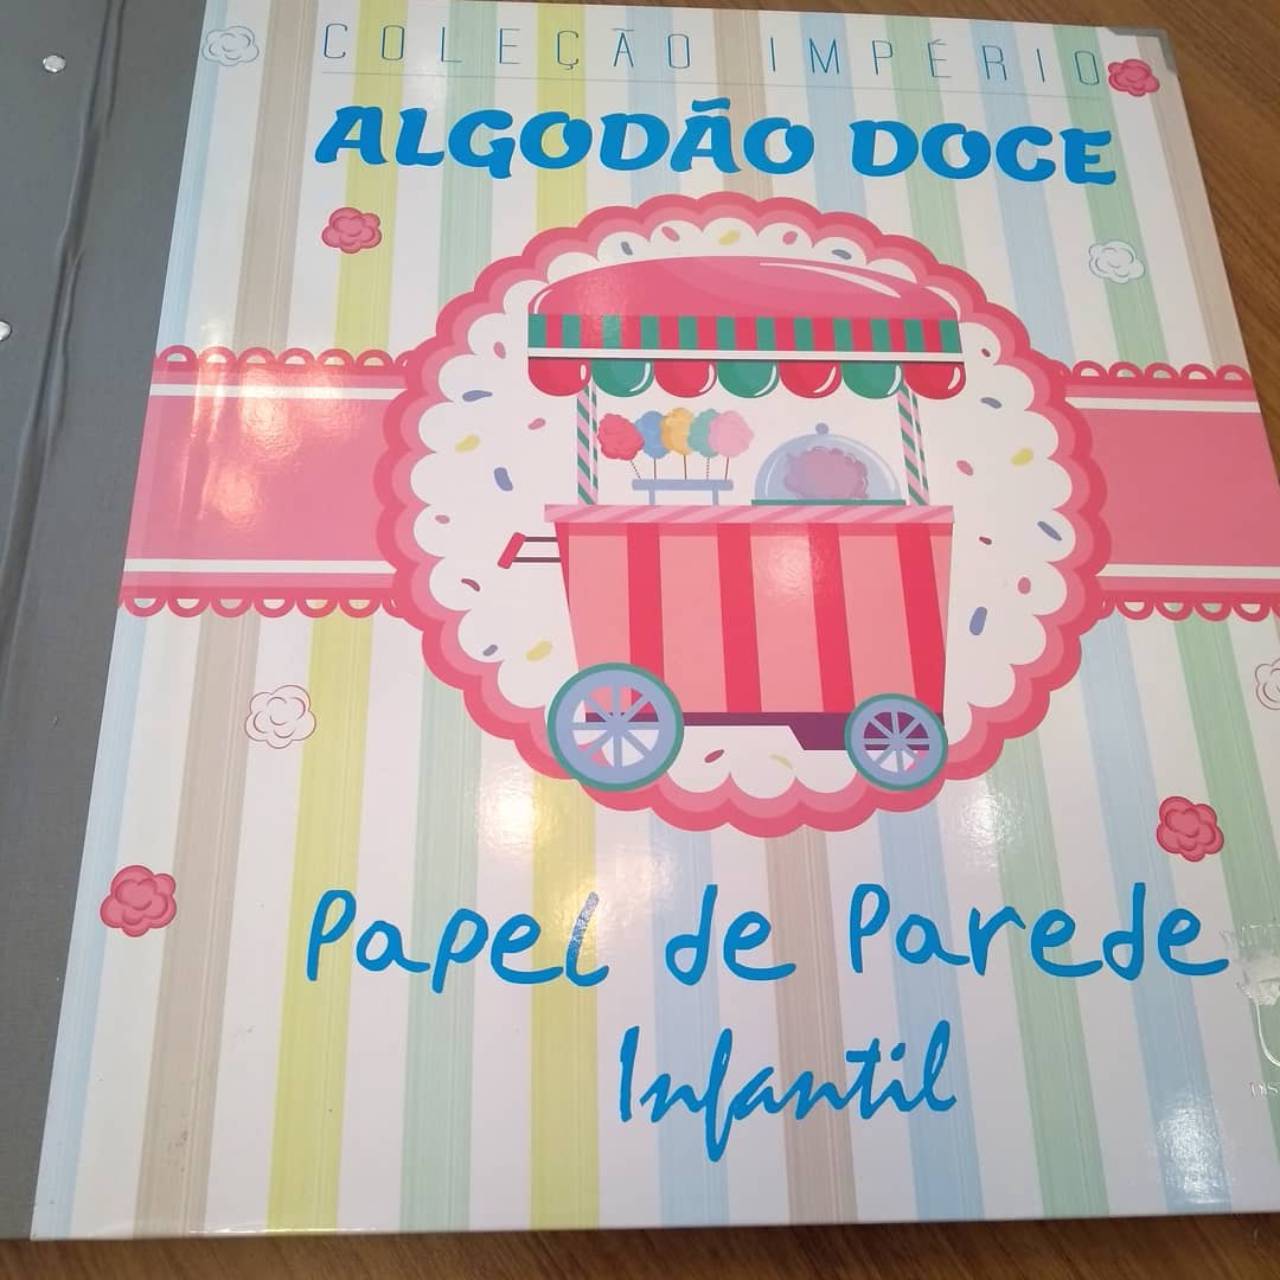 COLEÇÃO IMPÉRIO
ALGODÃO DOCE
Papel de Parede
Infantil